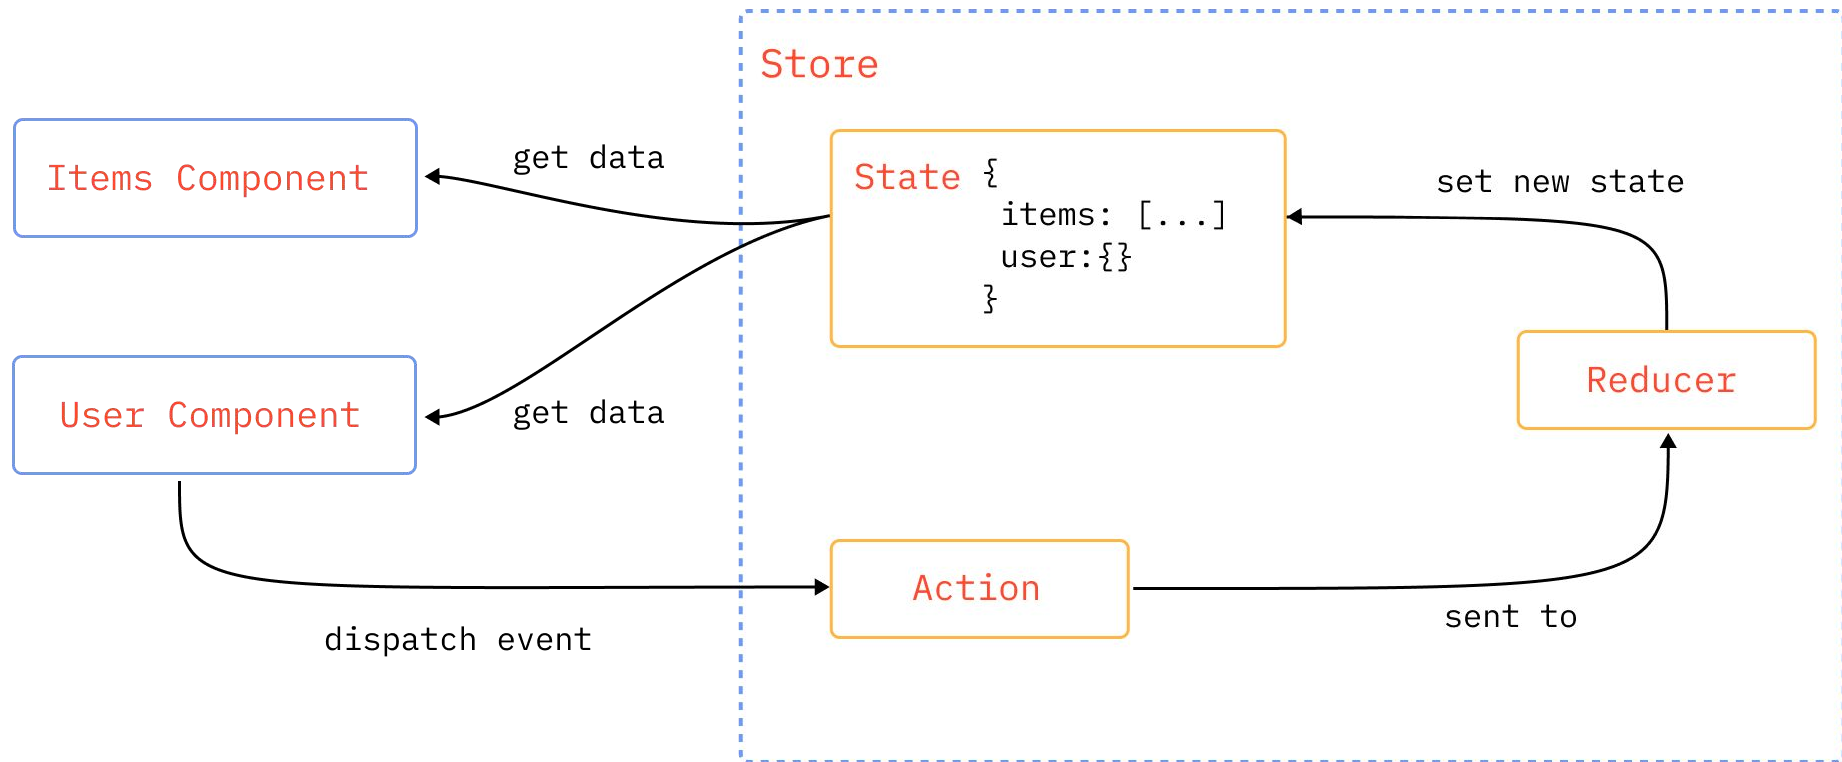 Store
Items Component
get data
State {
items: [...]
user:{}
}
set new state
Reducer
User Component
get data
Action
sent to
dispatch event